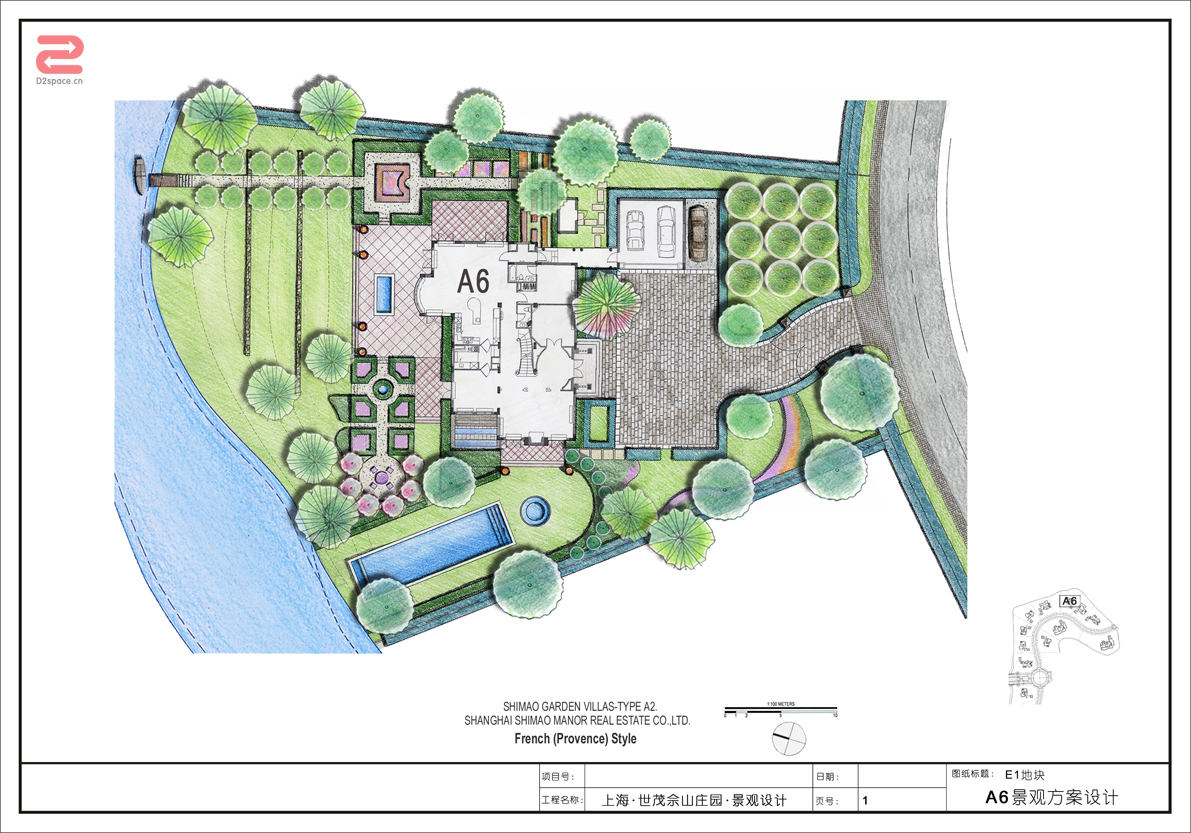 D2space.cn
A6
A6
SHIMAO GARDEN VILLAS-TYPE A2.
SHANGHAI SHIMAO MANOR REAL ESTATE CO.,LTD.
French (Provence) Style
1:100 METERS
0 1 2 5 10
项目号:
日期:
图纸标题: E1地块
工程名称: 上海·世茂佘山庄园·景观设计
页号: 1
A6景观方案设计